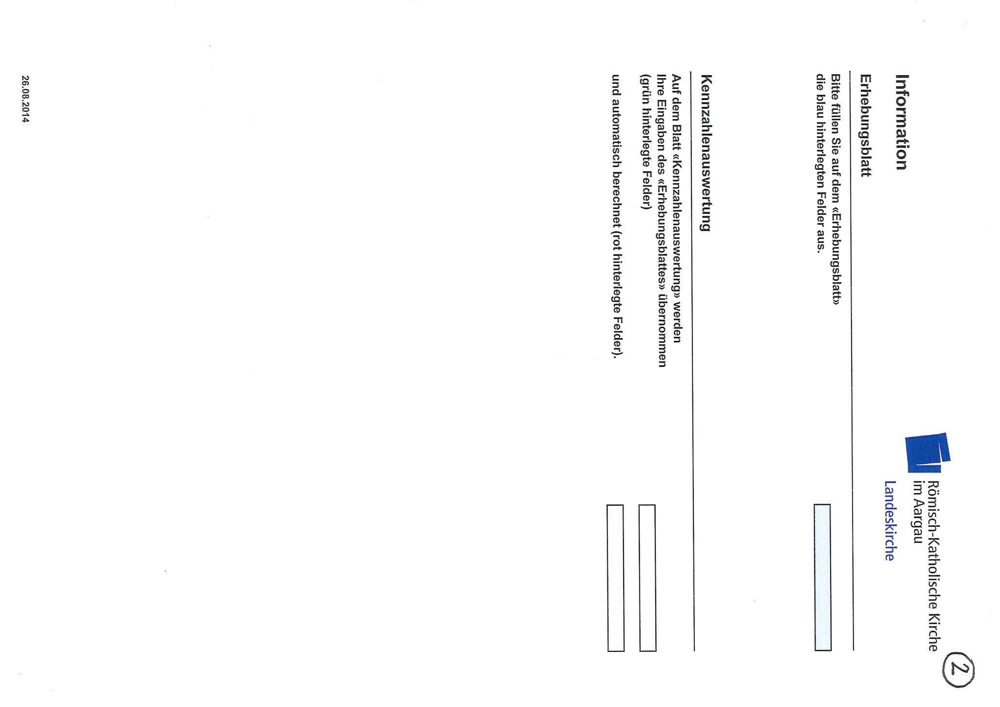 2
Römisch-Katholische Kirche
im Aargau
Landeskirche
Information
Erhebungsblatt
Bitte füllen Sie auf dem «Erhebungsblatt»
die blau hinterlegten Felder aus.
Kennzahlenauswertung
Auf dem Blatt «Kennzahlenauswertung» werden
Ihre Eingaben des «Erhebungsblattes» übernommen
(grün hinterlegte Felder)
und automatisch berechnet (rot hinterlegte Felder).
26.08.2014